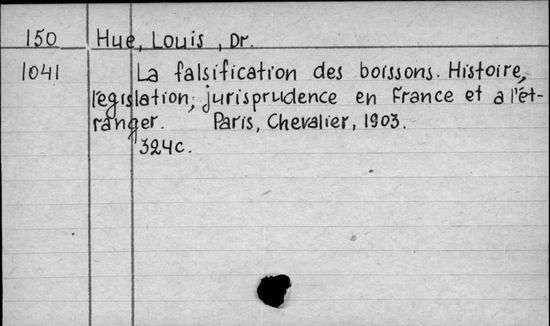 150 Hue, Louis, Dr.
1041 La falsification des boissons. Histoire,
législation, jurisprudence en France et a l'ét-
ranger. Paris, Chevalier, 1903.
324c.